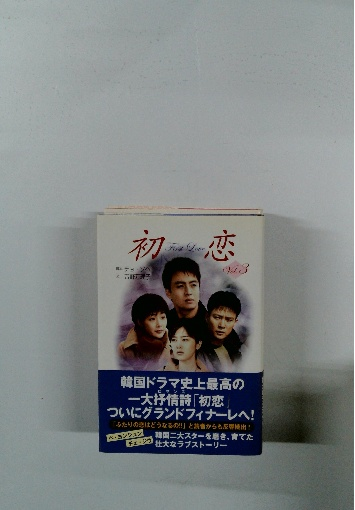 初恋
First Love
Vol.3
韓国ドラマ史上最高の
一大抒情詩「初恋」
ついにグランドフィナーレへ!
「ふたりの恋はどうなるの!!」と読者からも反響続出!
ペ・ヨンジュン
チェ・ジウ
韓国二大スターを磨き、育てた
壮大なラブストーリー